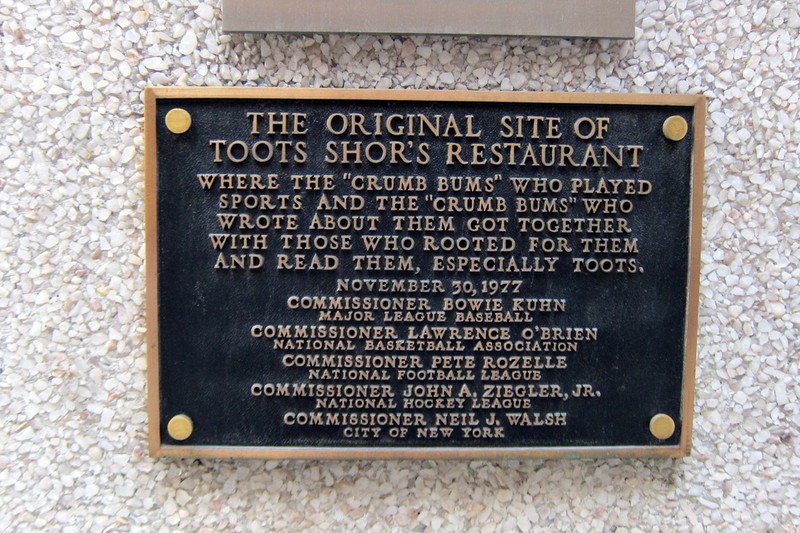 THE ORIGINAL SITE OF
TOOTS SHOR'S RESTAURANT
WHERE THE "CRUMB BUMS" WHO PLAYED
SPORTS AND THE "CRUMB BUMS" WHO
WROTE ABOUT THEM GOT TOGETHER
WITH THOSE WHO ROOTED FOR THEM
AND READ THEM, ESPECIALLY TOOTS.
NOVEMBER 30, 1977
COMMISSIONER BOWIE KUHN
MAJOR LEAGUE BASEBALL
COMMISSIONER LAWRENCE O'BRIEN
NATIONAL BASKETBALL ASSOCIATION
COMMISSIONER PETE ROZELLE
NATIONAL FOOTBALL LEAGUE
COMMISSIONER JOHN A. ZIEGLER, JR.
NATIONAL HOCKEY LEAGUE
COMMISSIONER NEIL J. WALSH
CITY OF NEW YORK